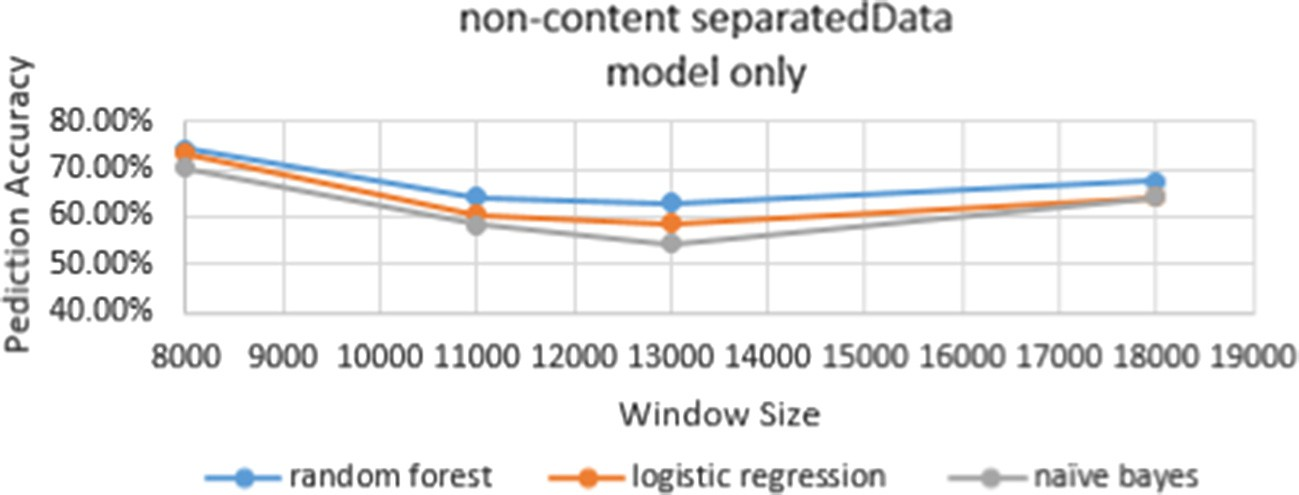 non-content separatedData
model only
Pediction Accuracy
80.00%
70.00%
60.00%
50.00%
40.00%
8000 9000 10000 11000 12000 13000 14000 15000 16000 17000 18000 19000
Window Size
random forest logistic regression naïve bayes